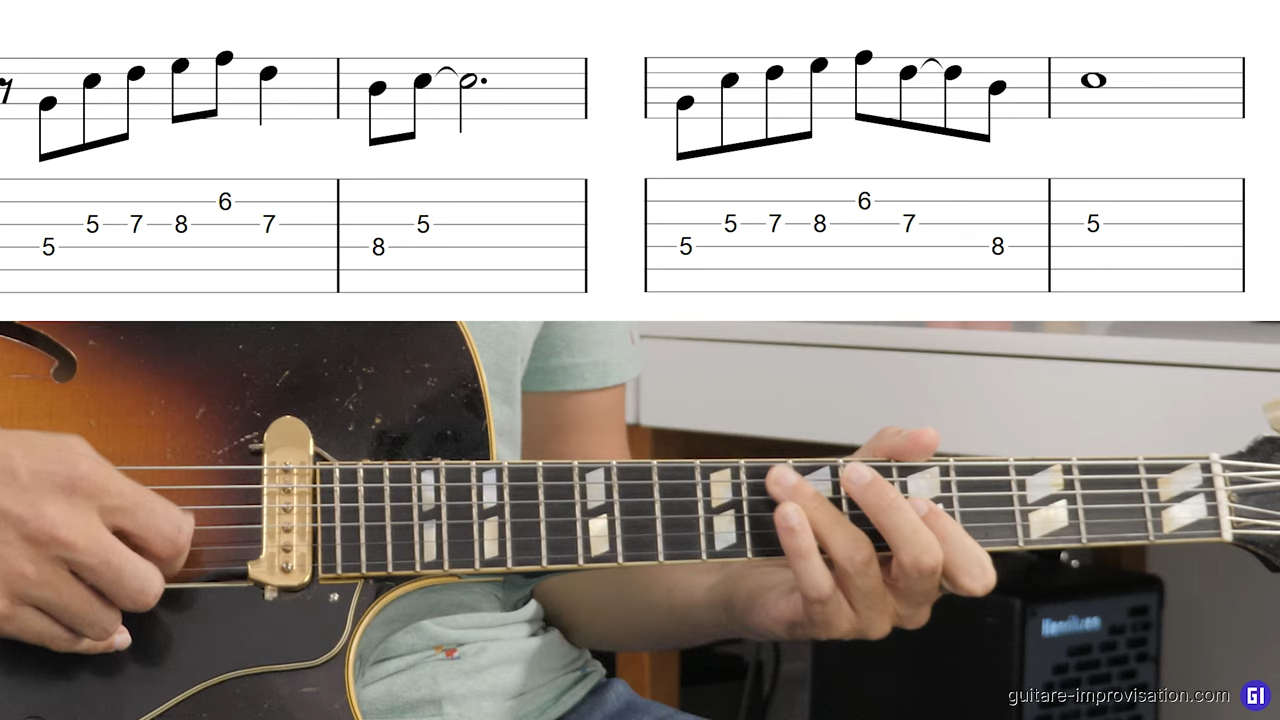 6 6
5 7 8 7 5 7 8 7
5 5 5 5
8 8
Henriksen
guitare-improvisation.com GI